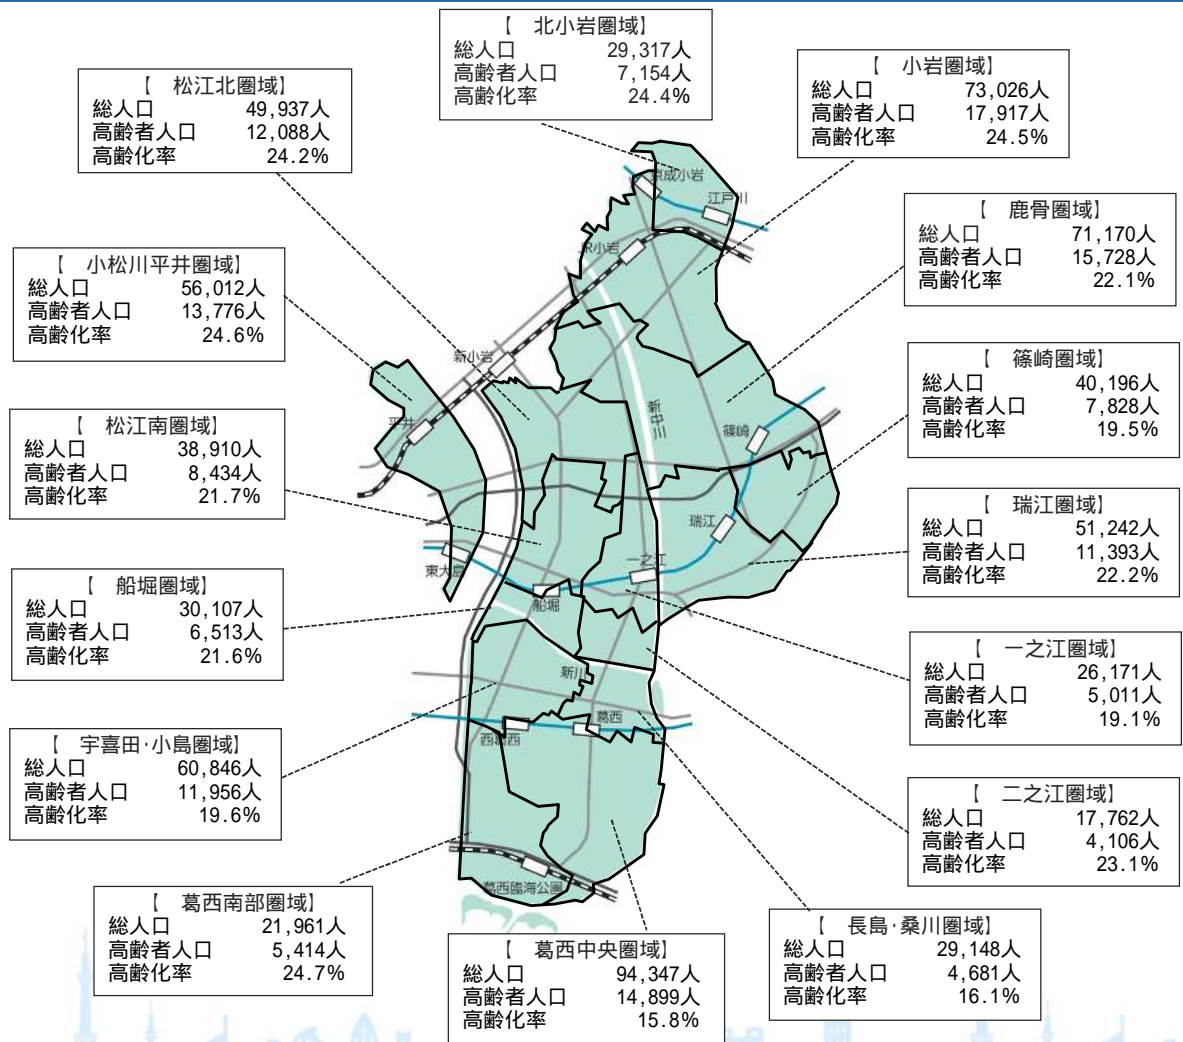 【 北小岩圏域】
総人口 29,317人
高齢者人口 7,154人
高齢化率 24.4%
【 小岩圏域】
総人口 73,026人
高齢者人口 17,917人
高齢化率 24.5%
【 松江北圏域】
総人口 49,937人
高齢者人口 12,088人
高齢化率 24.2%
【 鹿骨圏域】
総人口 71,170人
高齢者人口 15,728人
高齢化率 22.1%
【 小松川平井圏域】
総人口 56,012人
高齢者人口 13,776人
高齢化率 24.6%
【 篠崎圏域】
総人口 40,196人
高齢者人口 7,828人
高齢化率 19.5%
【 松江南圏域】
総人口 38,910人
高齢者人口 8,434人
高齢化率 21.7%
【 瑞江圏域】
総人口 51,242人
高齢者人口 11,393人
高齢化率 22.2%
【 船堀圏域】
総人口 30,107人
高齢者人口 6,513人
高齢化率 21.6%
【 一之江圏域】
総人口 26,171人
高齢者人口 5,011人
高齢化率 19.1%
【 宇喜田･小島圏域】
総人口 60,846人
高齢者人口 11,956人
高齢化率 19.6%
【 二之江圏域】
総人口 17,762人
高齢者人口 4,106人
高齢化率 23.1%
【 葛西南部圏域】
総人口 21,961人
高齢者人口 5,414人
高齢化率 24.7%
【 葛西中央圏域】
総人口 94,347人
高齢者人口 14,899人
高齢化率 15.8%
【 長島･桑川圏域】
総人口 29,148人
高齢者人口 4,681人
高齢化率 16.1%
京成小岩
江戸川
JR小岩
新小岩
平井
新中川
篠崎
瑞江
一之江
東大島
船堀
新川
西葛西
葛西
葛西臨海公園